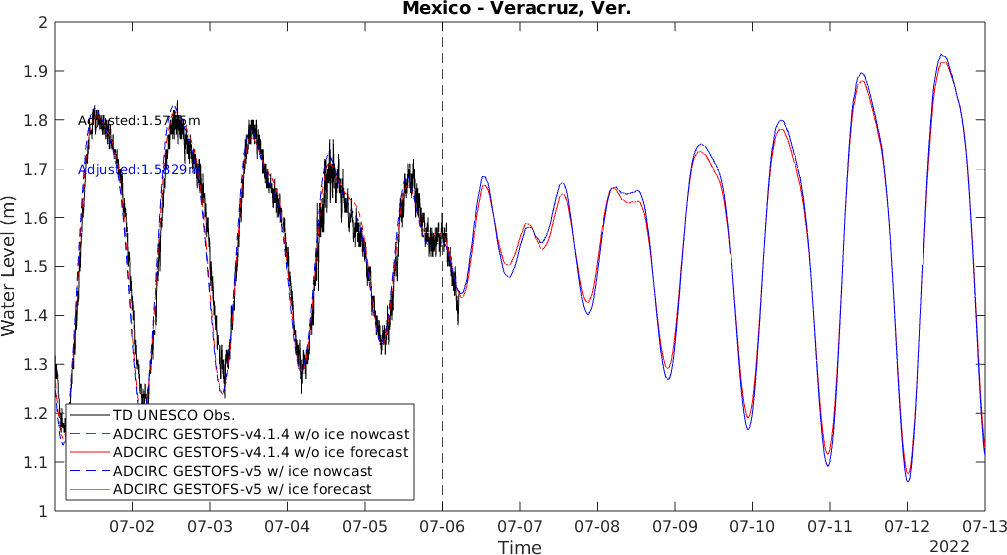 Mexico - Veracruz, Ver.
Water Level (m)
2
1.9
1.8
1.7
1.6
1.5
1.4
1.3
1.2
1.1
1
Adjusted:
Adjusted:1.5829m
TD UNESCO Obs.
ADCIRC GESTOFS-v4.1.4 w/o ice nowcast
ADCIRC GESTOFS-v4.1.4 w/o ice forecast
ADCIRC GESTOFS-v5 w/ ice nowcast
ADCIRC GESTOFS-v5 w/ ice forecast
07-02 07-03 07-04 07-05 07-06 07-07 07-08 07-09 07-10 07-11 07-12 07-13
2022
Time